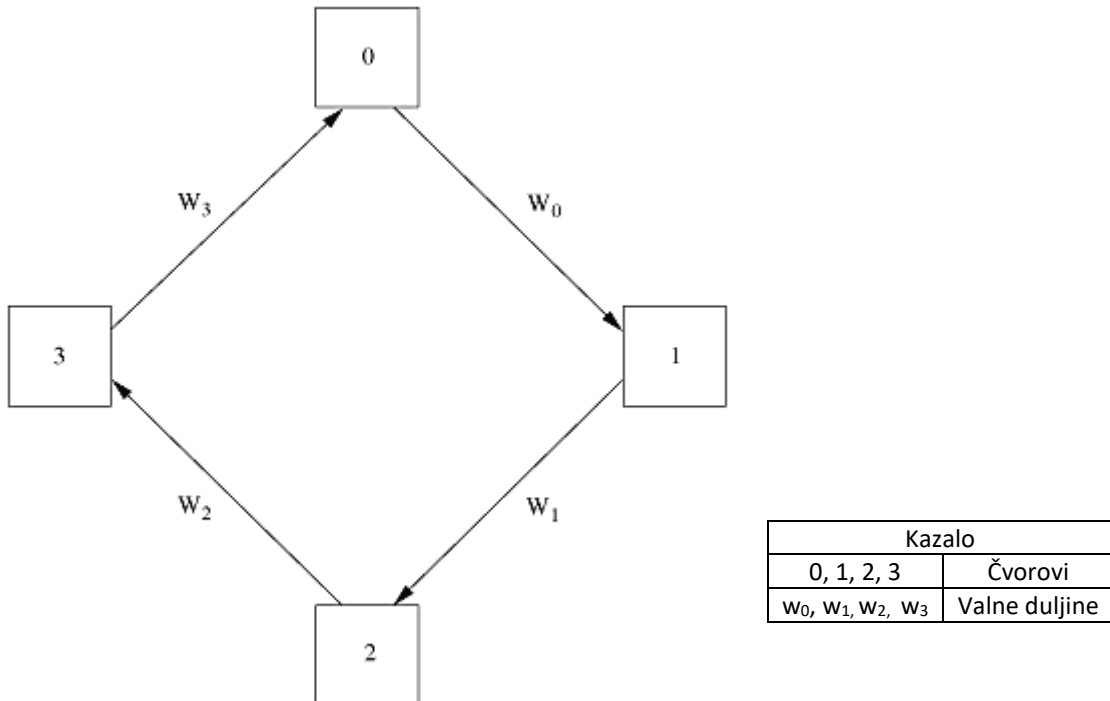 0
W₃
W₀
3
1
W₂
W₁
2
Kazalo
0, 1, 2, 3 Čvorovi
w₀, w₁, w₂, w₃ Valne duljine